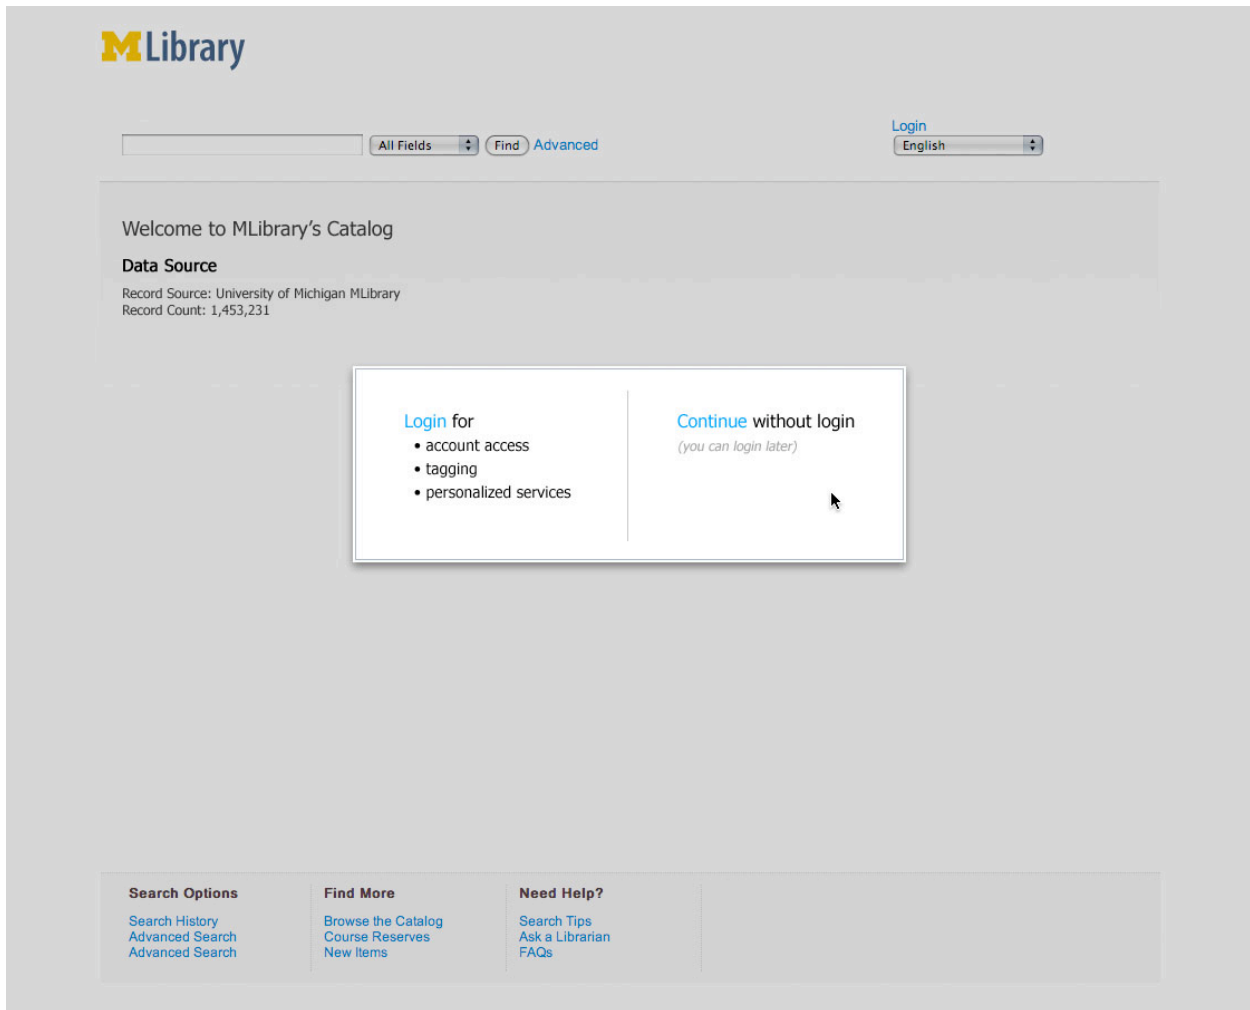 MLibrary
Login
All Fields Find Advanced English
Welcome to MLibrary's Catalog
Data Source
Record Source: University of Michigan MLibrary
Record Count: 1,453,231
Login for
• account access
• tagging
• personalized services
Continue without login
(you can login later)
Search Options
Search History
Advanced Search
Advanced Search
Find More
Browse the Catalog
Course Reserves
New Items
Need Help?
Search Tips
Ask a Librarian
FAQs